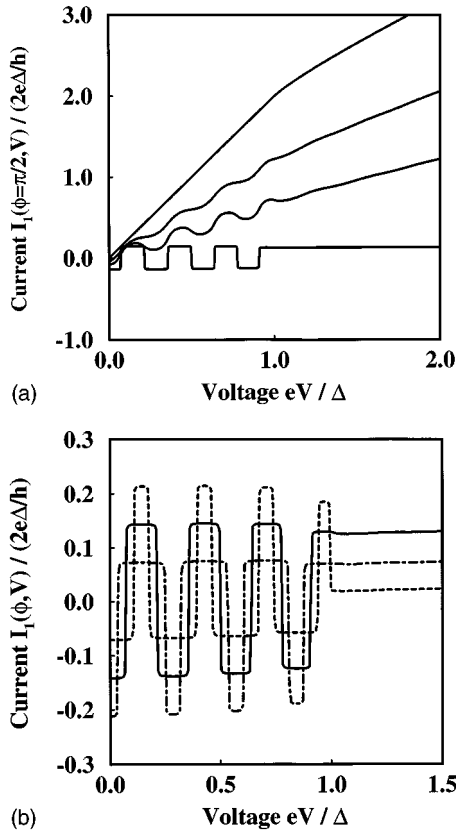 Current I₁(ϕ=π/2,V) / (2eΔ/h)
3.0
2.0
1.0
0.0
-1.0
0.0 1.0 2.0
Voltage eV / Δ
(a)
Current I₁(ϕ,V) / (2eΔ/h)
0.3
0.2
0.1
0.0
-0.1
-0.2
-0.3
0.0 0.5 1.0 1.5
Voltage eV / Δ
(b)